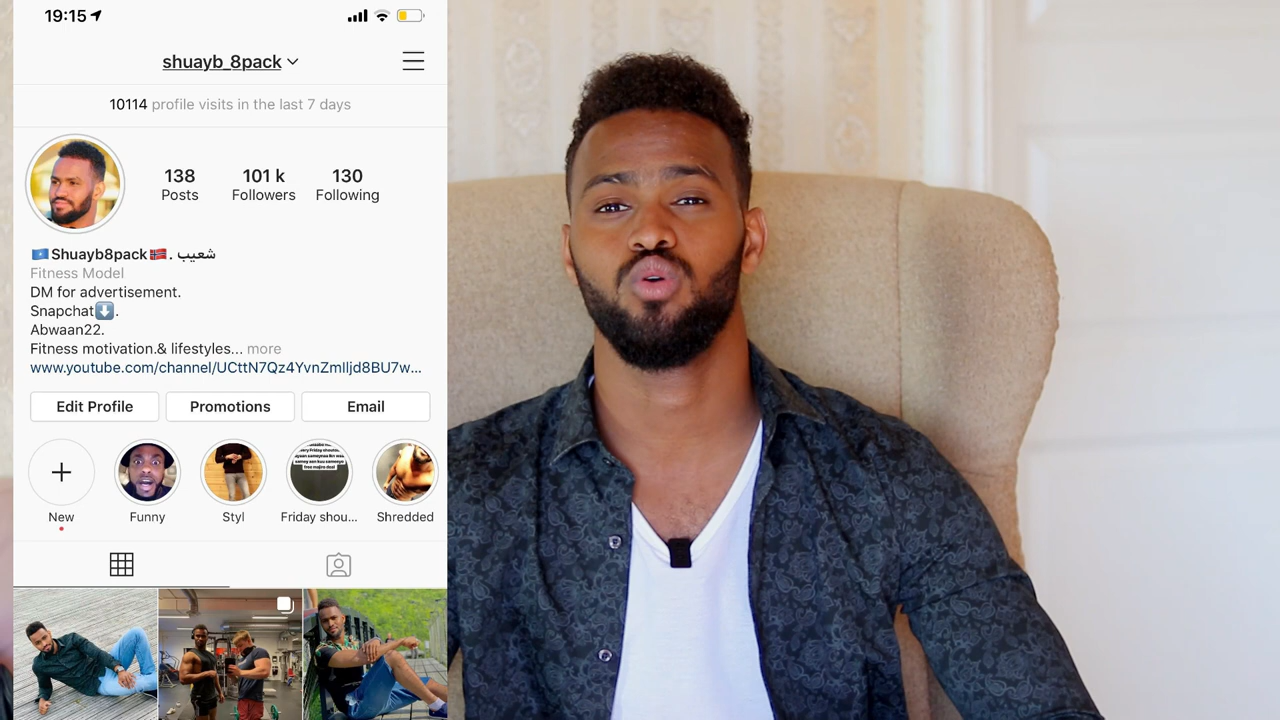 19:15
shuayb_8pack
10114 profile visits in the last 7 days
138 101 k 130
Posts Followers Following
Shuayb8pack . شعيب
Fitness Model
DM for advertisement.
Snapchat .
Abwaan22.
Fitness motivation.& lifestyles... more
www.youtube.com/channel/UCttN7Qz4YvnZmlljd8BU7w...
Edit Profile Promotions Email
New Funny Styl Friday shou... Shredded